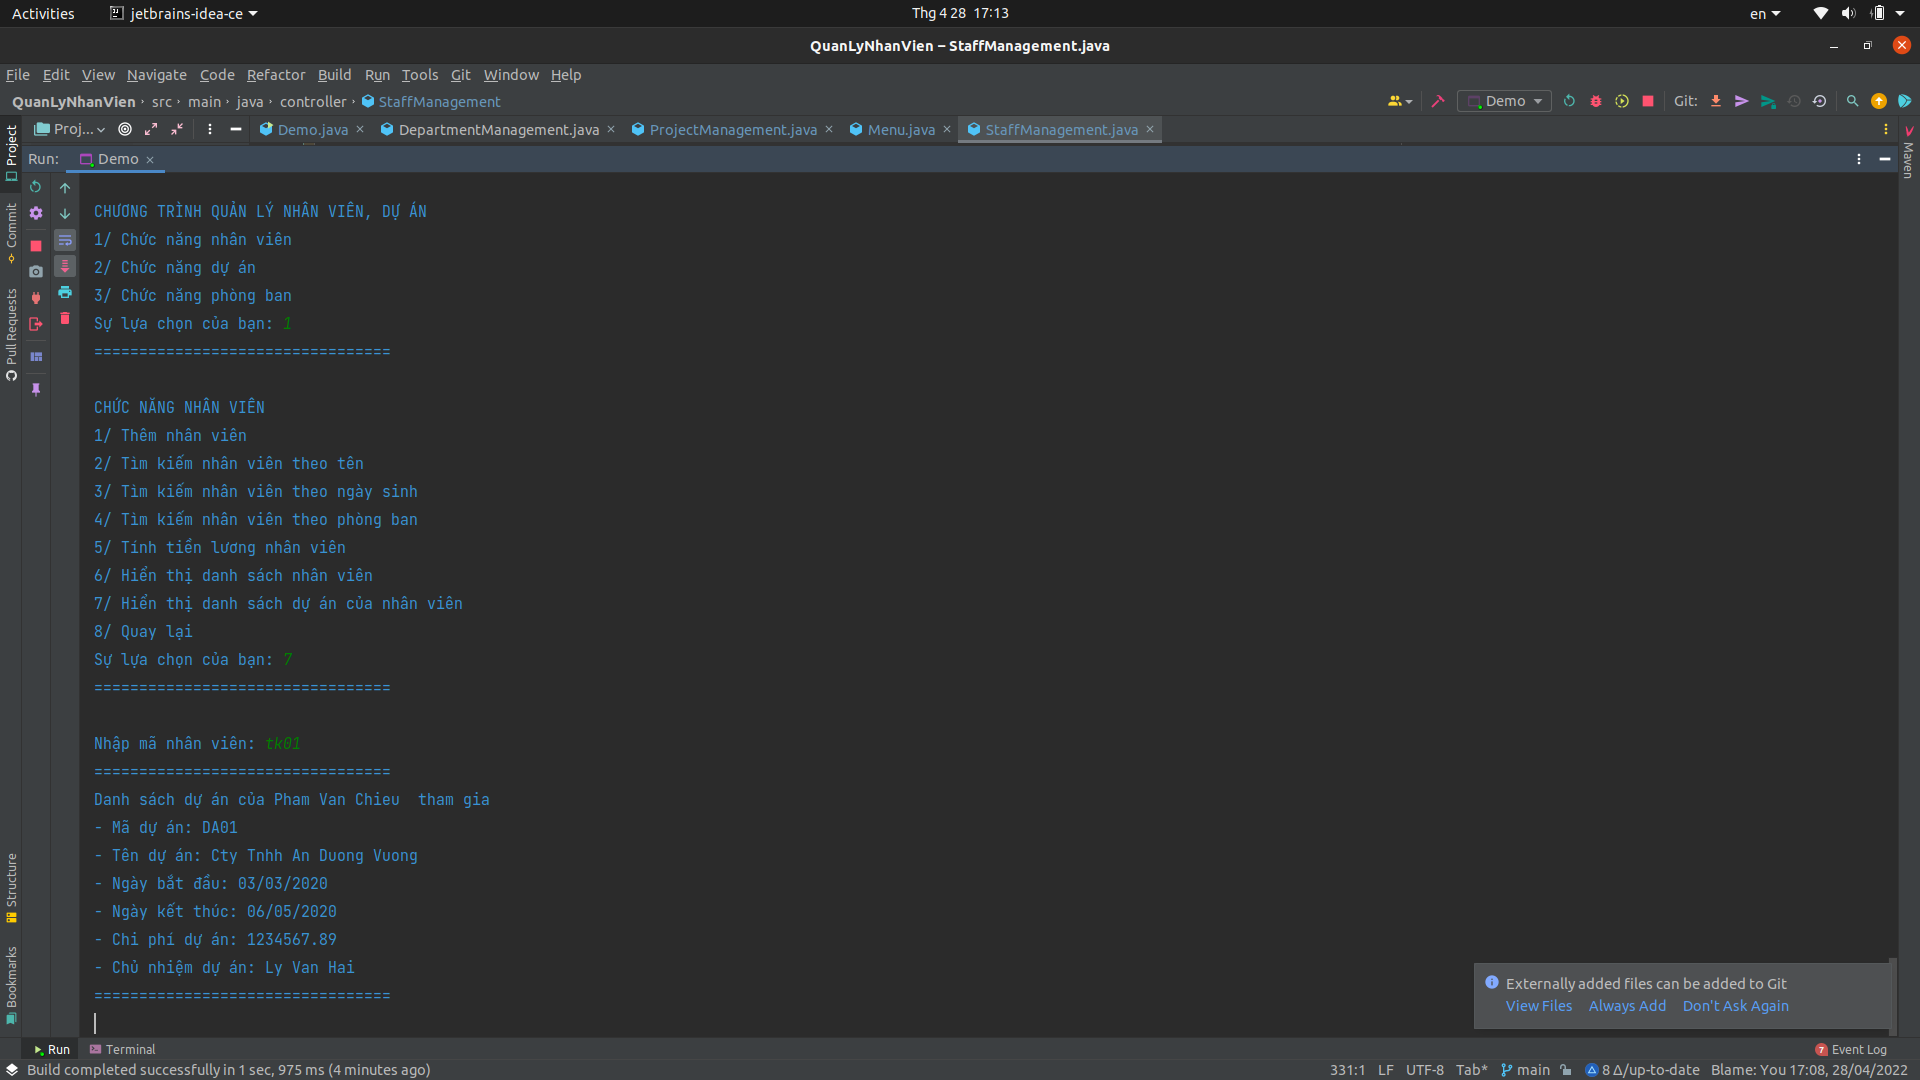 Activities jetbrains-idea-ce Thg 4 28 17:13 en
QuanLyNhanVien – StaffManagement.java
File Edit View Navigate Code Refactor Build Run Tools Git Window Help
QuanLyNhanVien src main java controller StaffManagement Demo Git:
Proj... Demo.java DepartmentManagement.java ProjectManagement.java Menu.java StaffManagement.java
Run: Demo
Project
Commit
Pull Requests
Structure
Bookmarks
Maven
CHƯƠNG TRÌNH QUẢN LÝ NHÂN VIÊN, DỰ ÁN
1/ Chức năng nhân viên
2/ Chức năng dự án
3/ Chức năng phòng ban
Sự lựa chọn của bạn: 1
=================================
CHỨC NĂNG NHÂN VIÊN
1/ Thêm nhân viên
2/ Tìm kiếm nhân viên theo tên
3/ Tìm kiếm nhân viên theo ngày sinh
4/ Tìm kiếm nhân viên theo phòng ban
5/ Tính tiền lương nhân viên
6/ Hiển thị danh sách nhân viên
7/ Hiển thị danh sách dự án của nhân viên
8/ Quay lại
Sự lựa chọn của bạn: 7
=================================
Nhập mã nhân viên: tk01
=================================
Danh sách dự án của Pham Van Chieu  tham gia
- Mã dự án: DA01
- Tên dự án: Cty Tnhh An Duong Vuong
- Ngày bắt đầu: 03/03/2020
- Ngày kết thúc: 06/05/2020
- Chi phí dự án: 1234567.89
- Chủ nhiệm dự án: Ly Van Hai
=================================
Externally added files can be added to Git
View Files Always Add Don't Ask Again
Run Terminal 7 Event Log
Build completed successfully in 1 sec, 975 ms (4 minutes ago) 331:1 LF UTF-8 Tab* main 8 Δ/up-to-date Blame: You 17:08, 28/04/2022